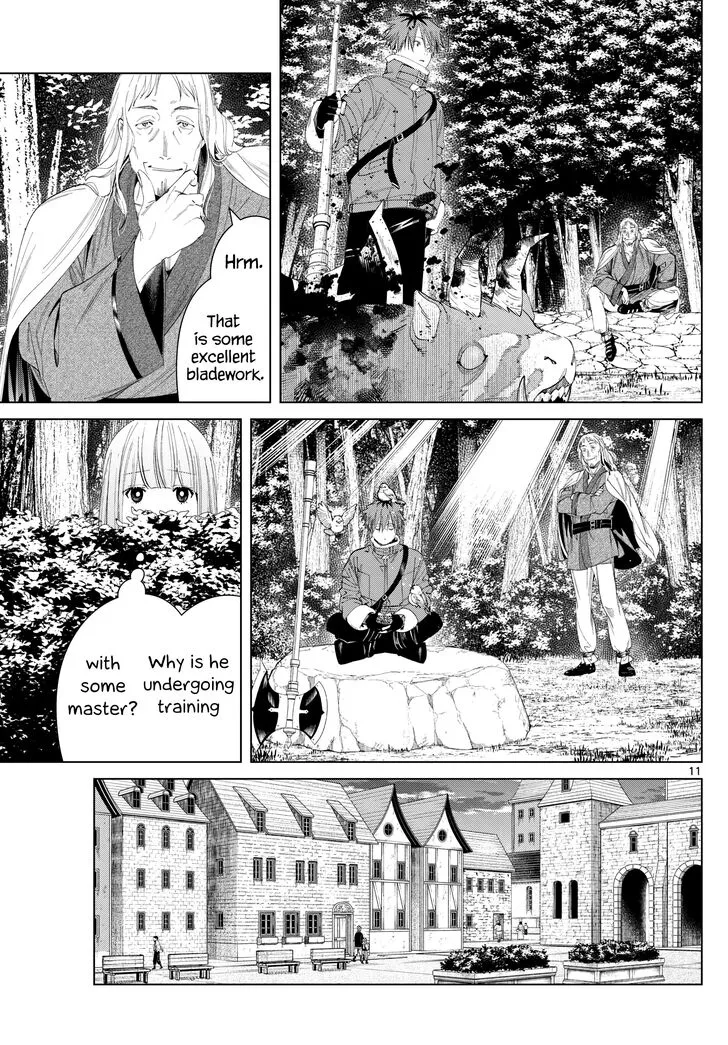 Hrm.
That
is some
excellent
bladework.
Why is he
undergoing
training
with
some
master?
11